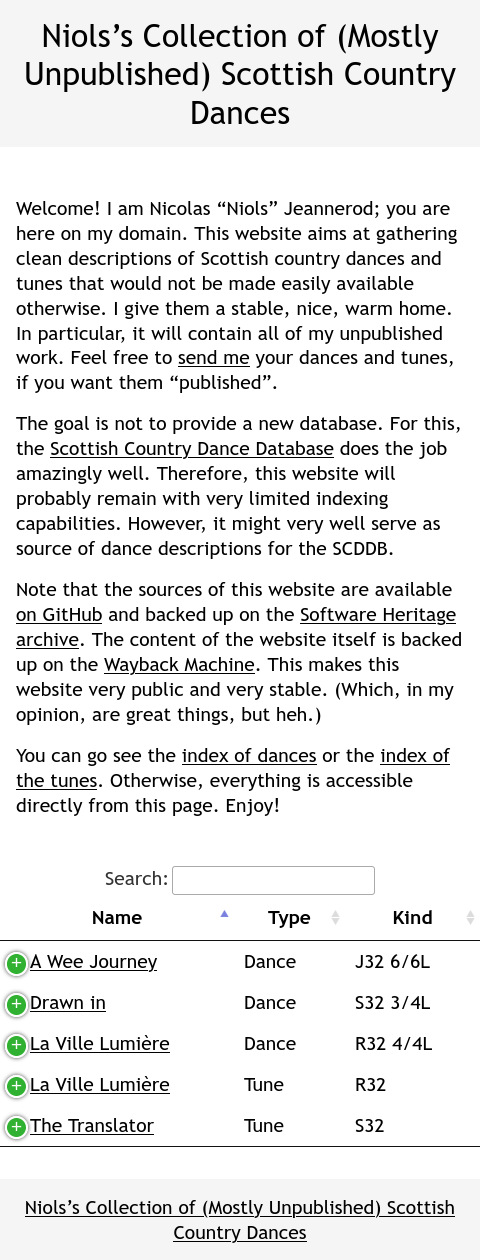 Niols’s Collection of (Mostly
Unpublished) Scottish Country
Dances
Welcome! I am Nicolas “Niols” Jeannerod; you are
here on my domain. This website aims at gathering
clean descriptions of Scottish country dances and
tunes that would not be made easily available
otherwise. I give them a stable, nice, warm home.
In particular, it will contain all of my unpublished
work. Feel free to send me your dances and tunes,
if you want them “published”.
The goal is not to provide a new database. For this,
the Scottish Country Dance Database does the job
amazingly well. Therefore, this website will
probably remain with very limited indexing
capabilities. However, it might very well serve as
source of dance descriptions for the SCDDB.
Note that the sources of this website are available
on GitHub and backed up on the Software Heritage
archive. The content of the website itself is backed
up on the Wayback Machine. This makes this
website very public and very stable. (Which, in my
opinion, are great things, but heh.)
You can go see the index of dances or the index of
the tunes. Otherwise, everything is accessible
directly from this page. Enjoy!
Search:
Name Type Kind
A Wee Journey Dance J32 6/6L
Drawn in Dance S32 3/4L
La Ville Lumière Dance R32 4/4L
La Ville Lumière Tune R32
The Translator Tune S32
Niols’s Collection of (Mostly Unpublished) Scottish
Country Dances